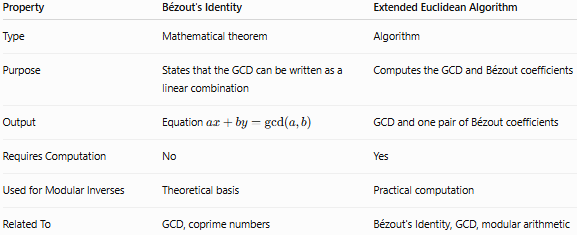 Property Bézout's Identity Extended Euclidean Algorithm
Type Mathematical theorem Algorithm
Purpose States that the GCD can be written as a Computes the GCD and Bézout coefficients
linear combination
Output Equation ax + by = gcd(a, b) GCD and one pair of Bézout coefficients
Requires Computation No Yes
Used for Modular Inverses Theoretical basis Practical computation
Related To GCD, coprime numbers Bézout's Identity, GCD, modular arithmetic